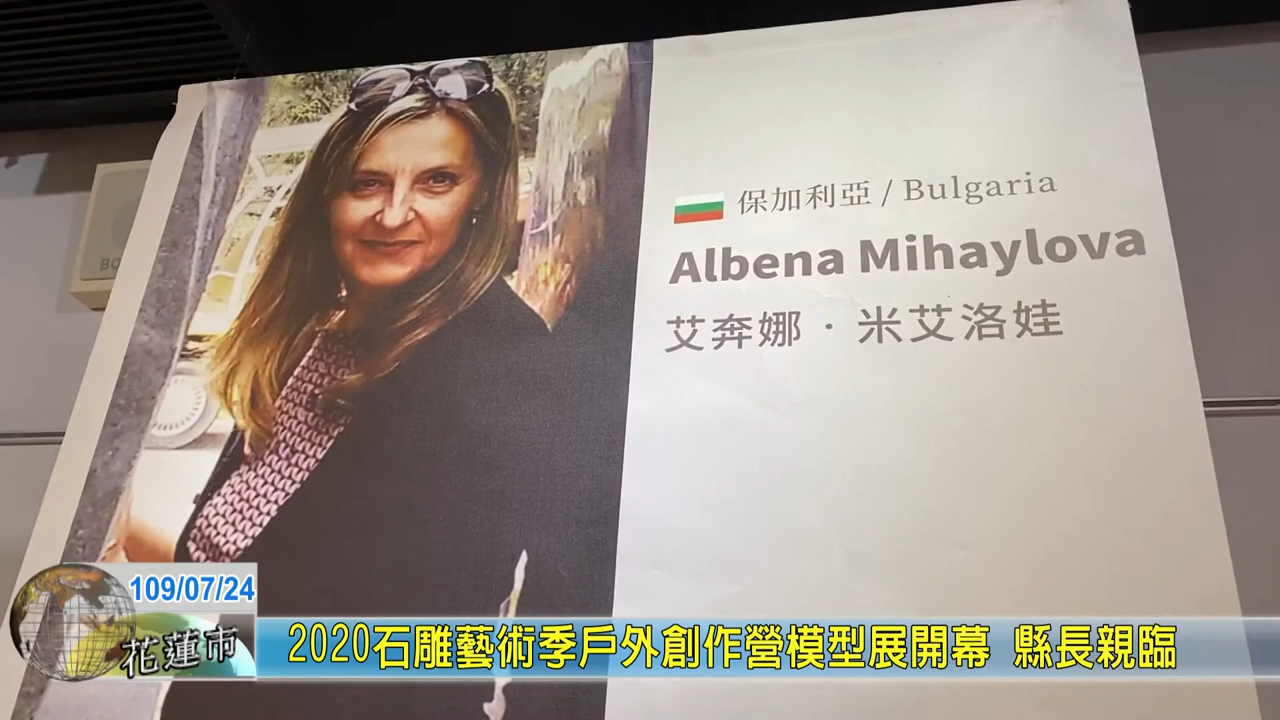 保加利亞 / Bulgaria
Albena Mihaylova
艾奔娜 · 米艾洛娃
BO
109/07/24
花蓮市
2020石雕藝術季戶外創作營模型展開幕 縣長親臨